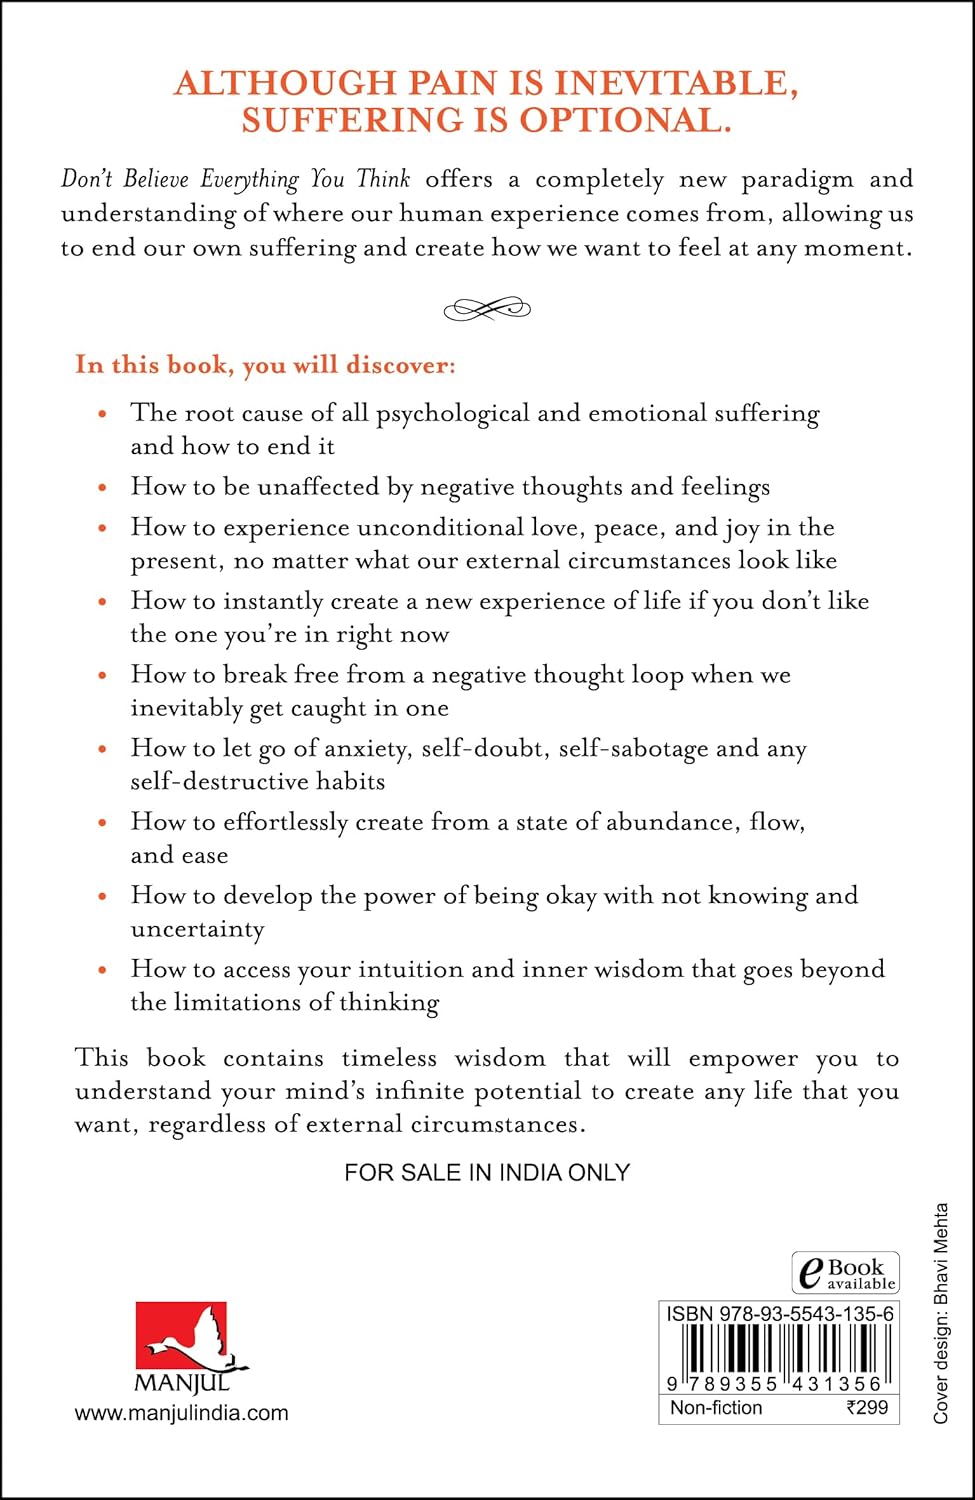 ALTHOUGH PAIN IS INEVITABLE,
SUFFERING IS OPTIONAL.
Don't Believe Everything You Think offers a completely new paradigm and
understanding of where our human experience comes from, allowing us
to end our own suffering and create how we want to feel at any moment.
In this book, you will discover:
• The root cause of all psychological and emotional suffering
and how to end it
• How to be unaffected by negative thoughts and feelings
• How to experience unconditional love, peace, and joy in the
present, no matter what our external circumstances look like
• How to instantly create a new experience of life if you don't like
the one you're in right now
• How to break free from a negative thought loop when we
inevitably get caught in one
• How to let go of anxiety, self-doubt, self-sabotage and any
self-destructive habits
• How to effortlessly create from a state of abundance, flow,
and ease
• How to develop the power of being okay with not knowing and
uncertainty
• How to access your intuition and inner wisdom that goes beyond
the limitations of thinking
This book contains timeless wisdom that will empower you to
understand your mind's infinite potential to create any life that you
want, regardless of external circumstances.
FOR SALE IN INDIA ONLY
MANJUL
www.manjulindia.com
eBook
available
ISBN 978-93-5543-135-6
9 789355 431356
Non-fiction ₹299
Cover design: Bhavi Mehta